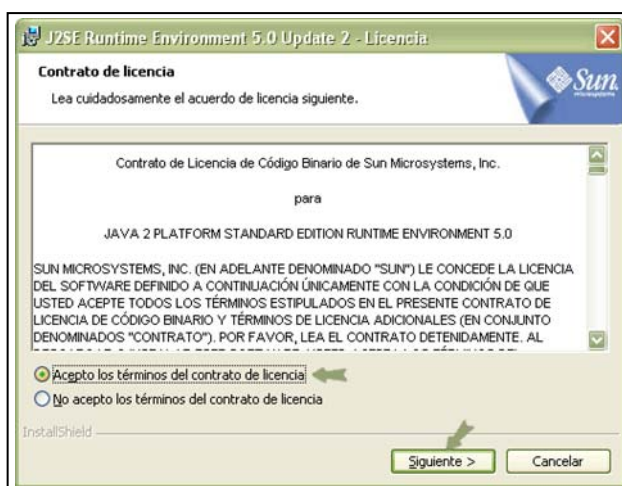 J2SE Runtime Environment 5.0 Update 2 - Licencia
Contrato de licencia
Lea cuidadosamente el acuerdo de licencia siguiente.
Sun
microsystems
Contrato de Licencia de Código Binario de Sun Microsystems, Inc.
para
JAVA 2 PLATFORM STANDARD EDITION RUNTIME ENVIRONMENT 5.0
SUN MICROSYSTEMS, INC. (EN ADELANTE DENOMINADO "SUN") LE CONCEDE LA LICENCIA
DEL SOFTWARE DEFINIDO A CONTINUACIÓN ÚNICAMENTE CON LA CONDICIÓN DE QUE
USTED ACEPTE TODOS LOS TÉRMINOS ESTIPULADOS EN EL PRESENTE CONTRATO DE
LICENCIA DE CÓDIGO BINARIO Y TÉRMINOS DE LICENCIA ADICIONALES (EN CONJUNTO
DENOMINADOS "CONTRATO"). POR FAVOR, LEA EL CONTRATO DETENIDAMENTE. AL
Acepto los términos del contrato de licencia
No acepto los términos del contrato de licencia
InstallShield
Siguiente >
Cancelar